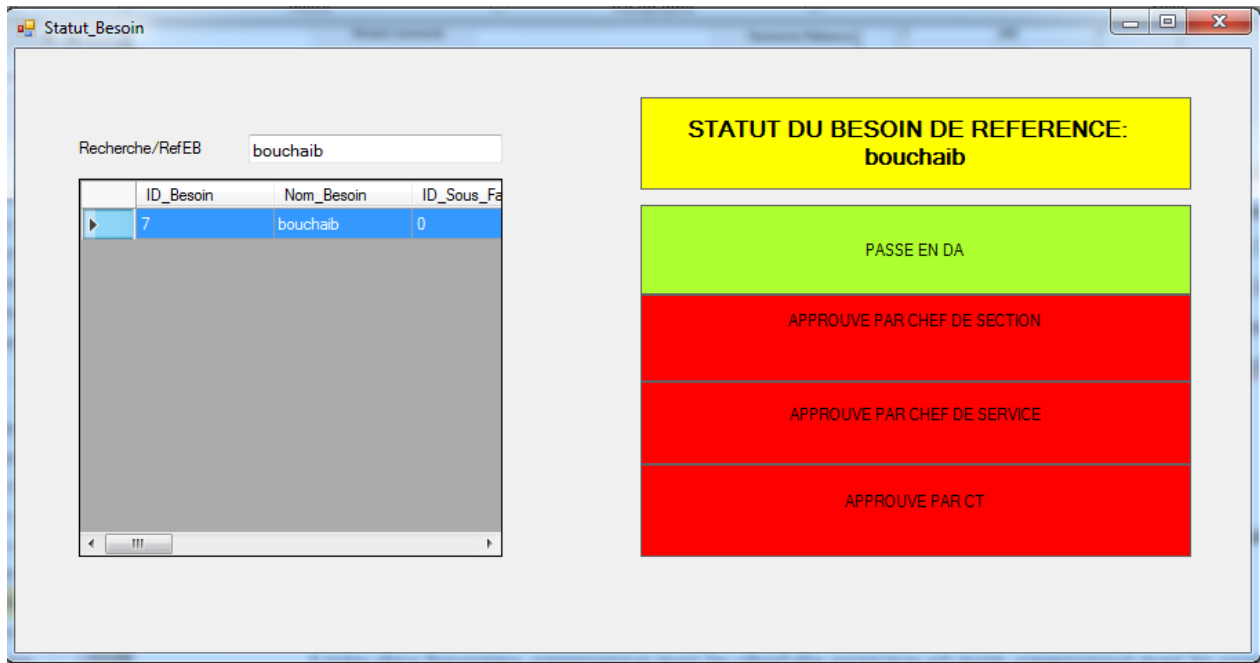 Statut_Besoin
Recherche/RefEB
bouchaib
ID_Besoin Nom_Besoin ID_Sous_Fa
7 bouchaib 0
STATUT DU BESOIN DE REFERENCE:
bouchaib
PASSE EN DA
APPROUVE PAR CHEF DE SECTION
APPROUVE PAR CHEF DE SERVICE
APPROUVE PAR CT